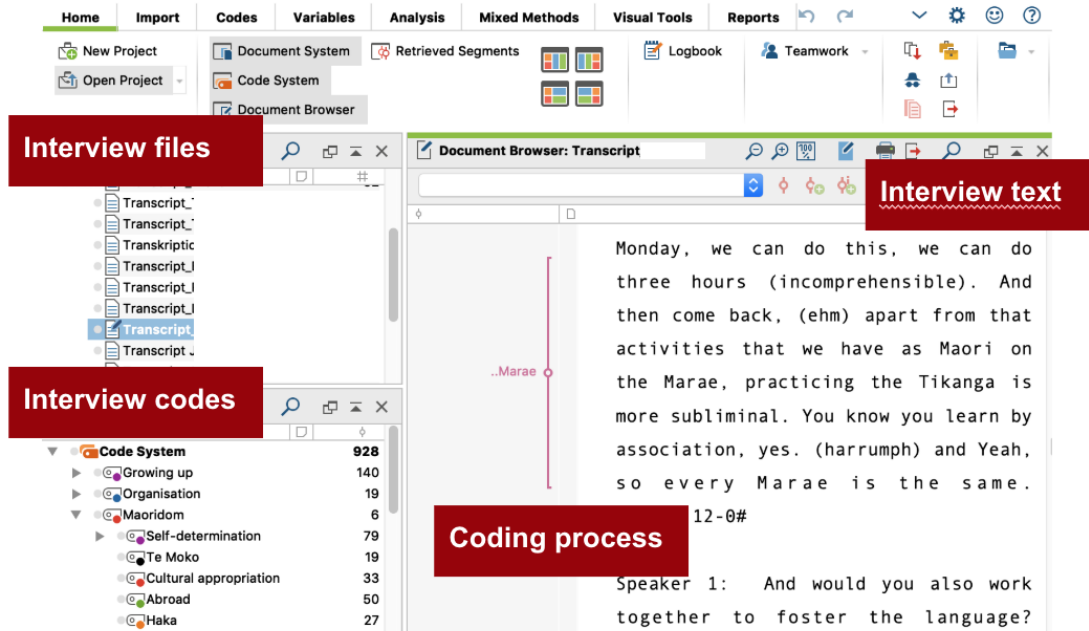 Home Import Codes Variables Analysis Mixed Methods Visual Tools Reports
New Project Document System Retrieved Segments Logbook Teamwork
Open Project Code System
Document Browser
Interview files
Transcript_
Transcript_
Transkriptic
Transcript_
Transcript_
Transcript_
Transcript_
Transcript
Interview codes
Code System 928
Growing up 140
Organisation 19
Maoridom 6
Self-determination 79
Te Moko 19
Cultural appropriation 33
Abroad 50
Haka 27
Document Browser: Transcript
Interview text
Monday, we can do this, we can do
three hours (incomprehensible). And
then come back, (ehm) apart from that
activities that we have as Maori on
..Marae
the Marae, practicing the Tikanga is
more subliminal. You know you learn by
association, yes. (harrumph) and Yeah,
so every Marae is the same.
12-0#
Coding process
Speaker 1: And would you also work
together to foster the language?